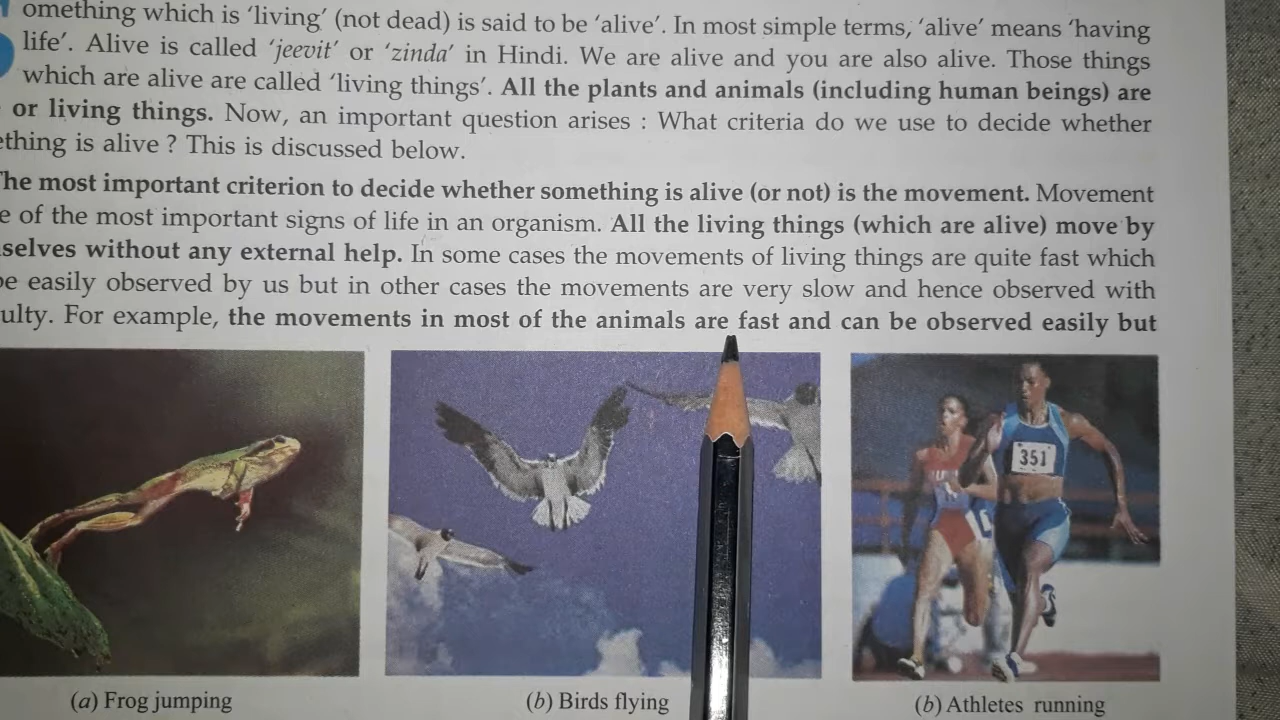 omething which is 'living' (not dead) is said to be 'alive'. In most simple terms, 'alive' means 'having
life'. Alive is called 'jeevit' or 'zinda' in Hindi. We are alive and you are also alive. Those things
which are alive are called 'living things'. All the plants and animals (including human beings) are
or living things. Now, an important question arises : What criteria do we use to decide whether
ething is alive ? This is discussed below.
he most important criterion to decide whether something is alive (or not) is the movement. Movement
e of the most important signs of life in an organism. All the living things (which are alive) move by
selves without any external help. In some cases the movements of living things are quite fast which
be easily observed by us but in other cases the movements are very slow and hence observed with
ulty. For example, the movements in most of the animals are fast and can be observed easily but
351
(a) Frog jumping
(b) Birds flying
(b) Athletes running